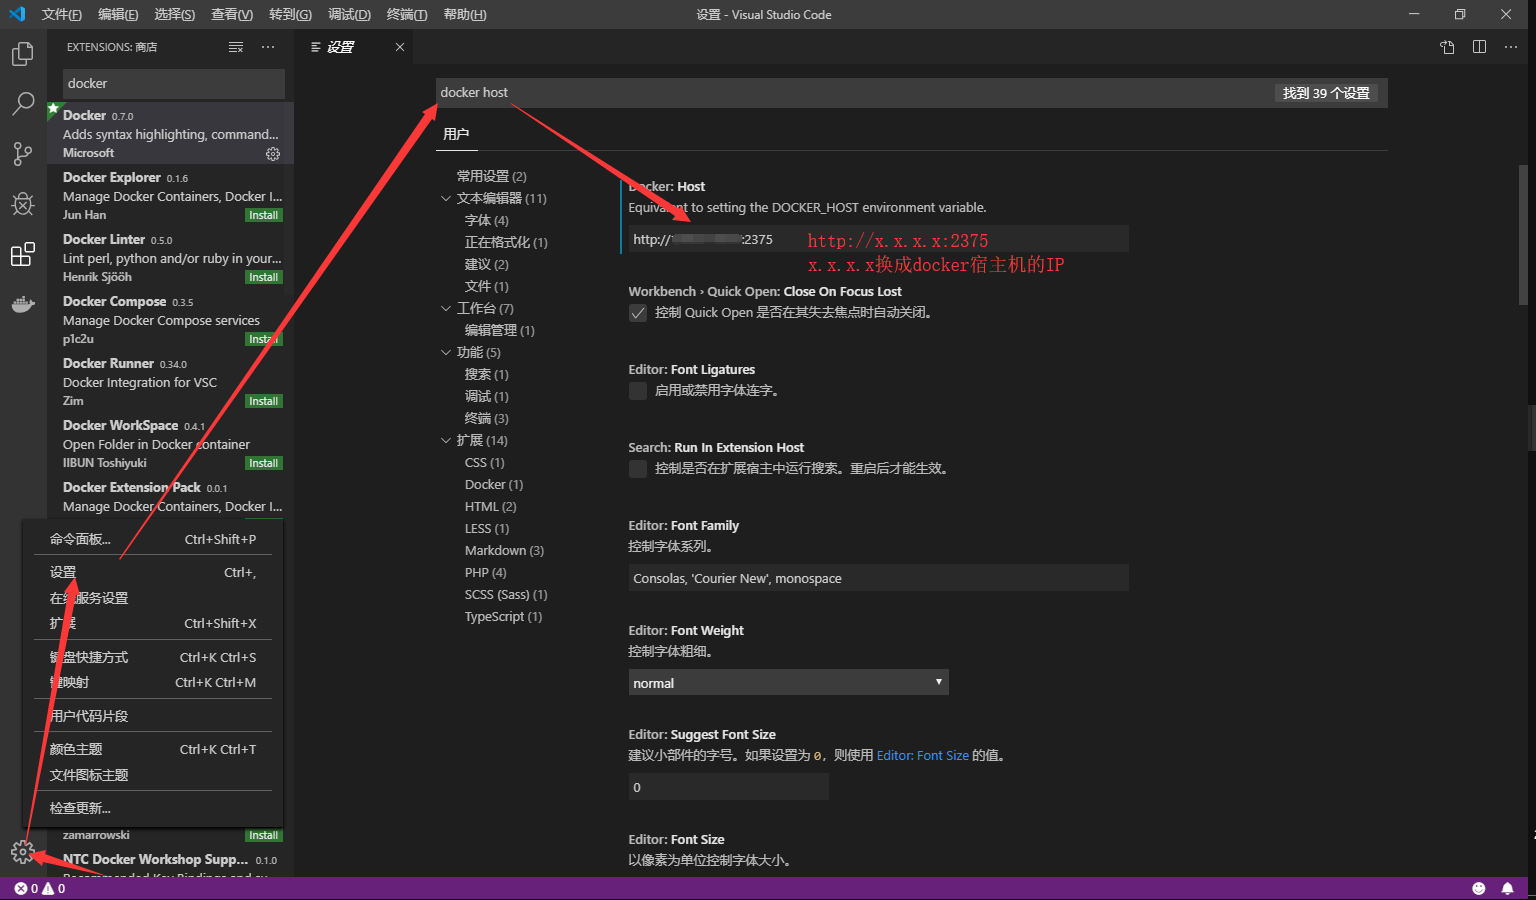 文件(F) 编辑(E) 选择(S) 查看(V) 转到(G) 调试(D) 终端(T) 帮助(H)
设置 - Visual Studio Code
EXTENSIONS: 商店
设置
docker
Docker 0.7.0
Adds syntax highlighting, command...
Microsoft
Docker Explorer 0.1.6
Manage Docker Containers, Docker I...
Jun Han
Install
Docker Linter 0.5.0
Lint perl, python and/or ruby in your...
Henrik Sjööh
Install
Docker Compose 0.3.5
Manage Docker Compose services
p1c2u
Install
Docker Runner 0.34.0
Docker Integration for VSC
Zim
Install
Docker WorkSpace 0.4.1
Open Folder in Docker container
IIBUN Toshiyuki
Install
Docker Extension Pack 0.0.1
Manage Docker Containers, Docker I...
命令面板... Ctrl+Shift+P
设置 Ctrl+,
在线服务设置
扩展 Ctrl+Shift+X
键盘快捷方式 Ctrl+K Ctrl+S
键映射 Ctrl+K Ctrl+M
用户代码片段
颜色主题 Ctrl+K Ctrl+T
文件图标主题
检查更新...
zamarrowski
Install
NTC Docker Workshop Supp... 0.1.0
0 0
docker host
找到 39 个设置
用户
常用设置 (2)
文本编辑器 (11)
字体 (4)
正在格式化 (1)
建议 (2)
文件 (1)
工作台 (7)
编辑管理 (1)
功能 (5)
搜索 (1)
调试 (1)
终端 (3)
扩展 (14)
CSS (1)
Docker (1)
HTML (2)
LESS (1)
Markdown (3)
PHP (4)
SCSS (Sass) (1)
TypeScript (1)
Docker: Host
Equivalent to setting the DOCKER_HOST environment variable.
http:// :2375
http://x.x.x.x:2375
x.x.x.x换成docker宿主机的IP
Workbench › Quick Open: Close On Focus Lost
控制 Quick Open 是否在其失去焦点时自动关闭。
Editor: Font Ligatures
启用或禁用字体连字。
Search: Run In Extension Host
控制是否在扩展宿主中运行搜索。重启后才能生效。
Editor: Font Family
控制字体系列。
Consolas, 'Courier New', monospace
Editor: Font Weight
控制字体粗细。
normal
Editor: Suggest Font Size
建议小部件的字号。如果设置为 0，则使用 Editor: Font Size 的值。
0
Editor: Font Size
以像素为单位控制字体大小。